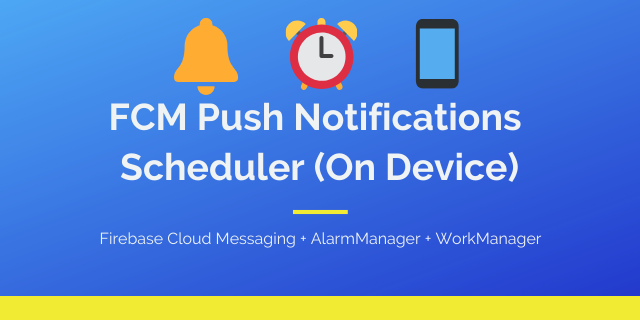 FCM Push Notifications
Scheduler (On Device)
Firebase Cloud Messaging + AlarmManager + WorkManager